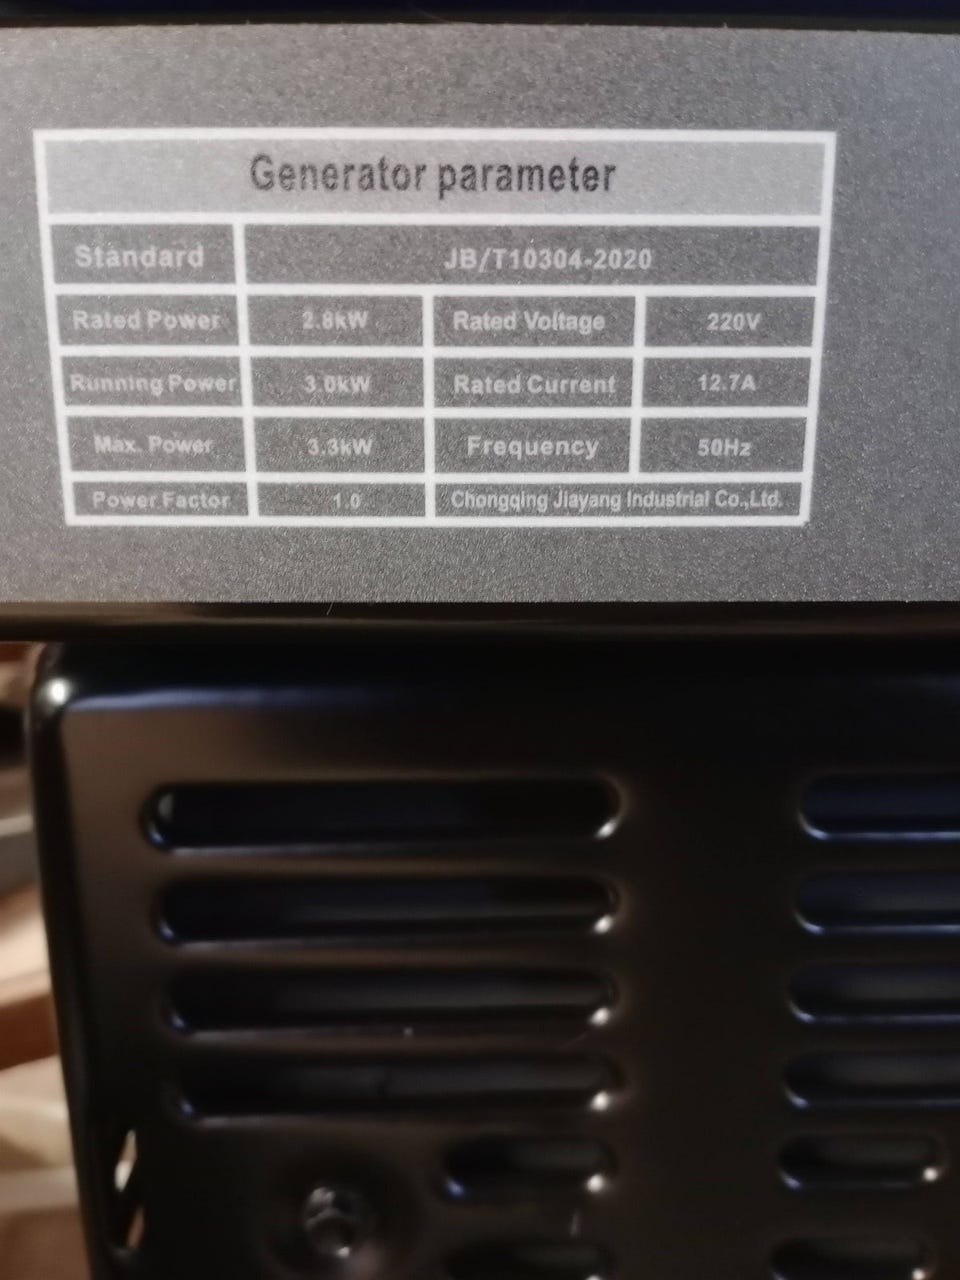 Generator parameter
Standard JB/T10304-2020
Rated Power 2.8kW Rated Voltage 220V
Running Power 3.0kW Rated Current 12.7A
Max. Power 3.3kW Frequency 50Hz
Power Factor 1.0 Chongqing Jiayang Industrial Co.,Ltd.